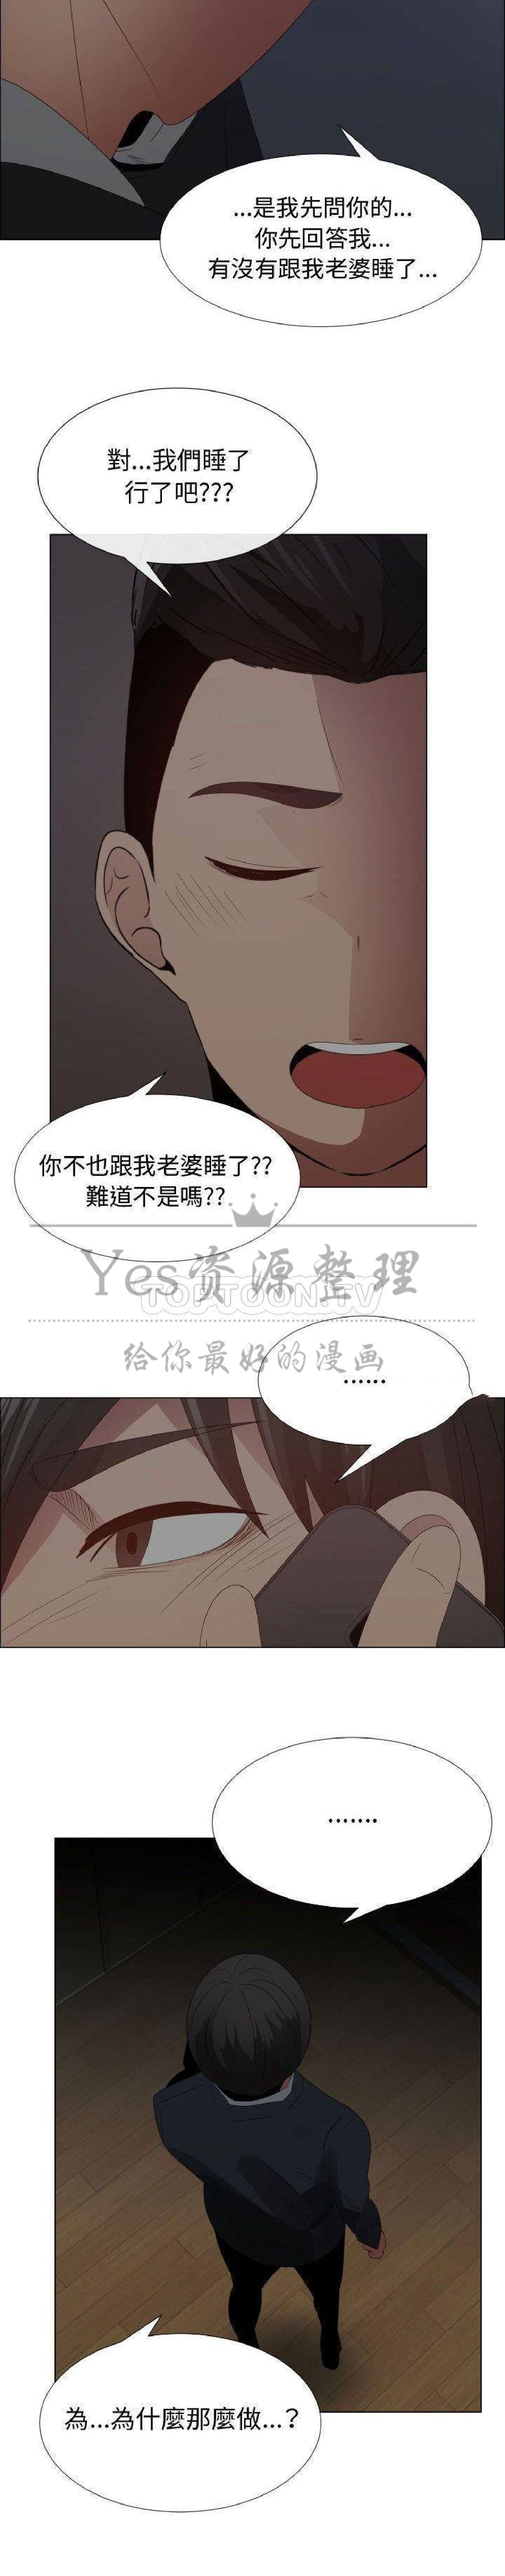 ...是我先問你的...
你先回答我...
有沒有跟我老婆睡了...
對...我們睡了
行了吧???
你不也跟我老婆睡了??
難道不是嗎??
Yes资源整理
TOPTOON.TV
给你最好的漫画
......
.......
為...為什麼那麼做...？